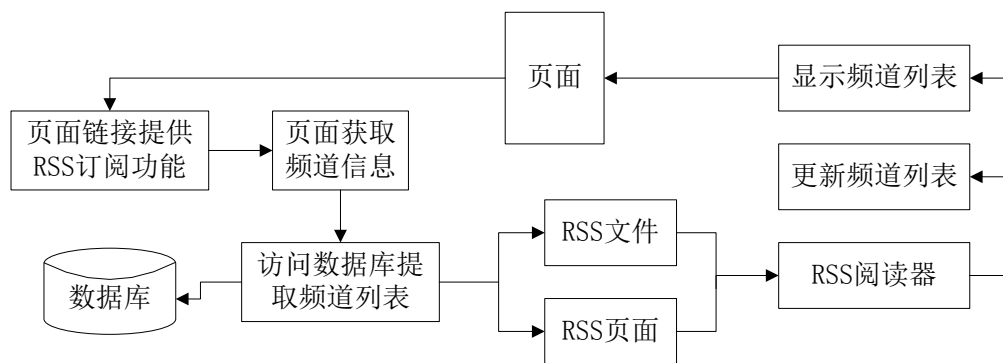 页面
显示频道列表
页面链接提供
RSS订阅功能
页面获取
频道信息
更新频道列表
RSS文件
访问数据库提
取频道列表
数据库
RSS阅读器
RSS页面